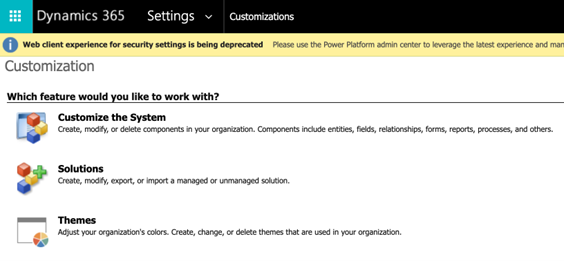 Dynamics 365 Settings Customizations
Web client experience for security settings is being deprecated Please use the Power Platform admin center to leverage the latest experience and
Customization
Which feature would you like to work with?
Customize the System
Create, modify, or delete components in your organization. Components include entities, fields, relationships, forms, reports, processes, and others.
Solutions
Create, modify, export, or import a managed or unmanaged solution.
Themes
Adjust your organization's colors. Create, change, or delete themes that are used in your organization.